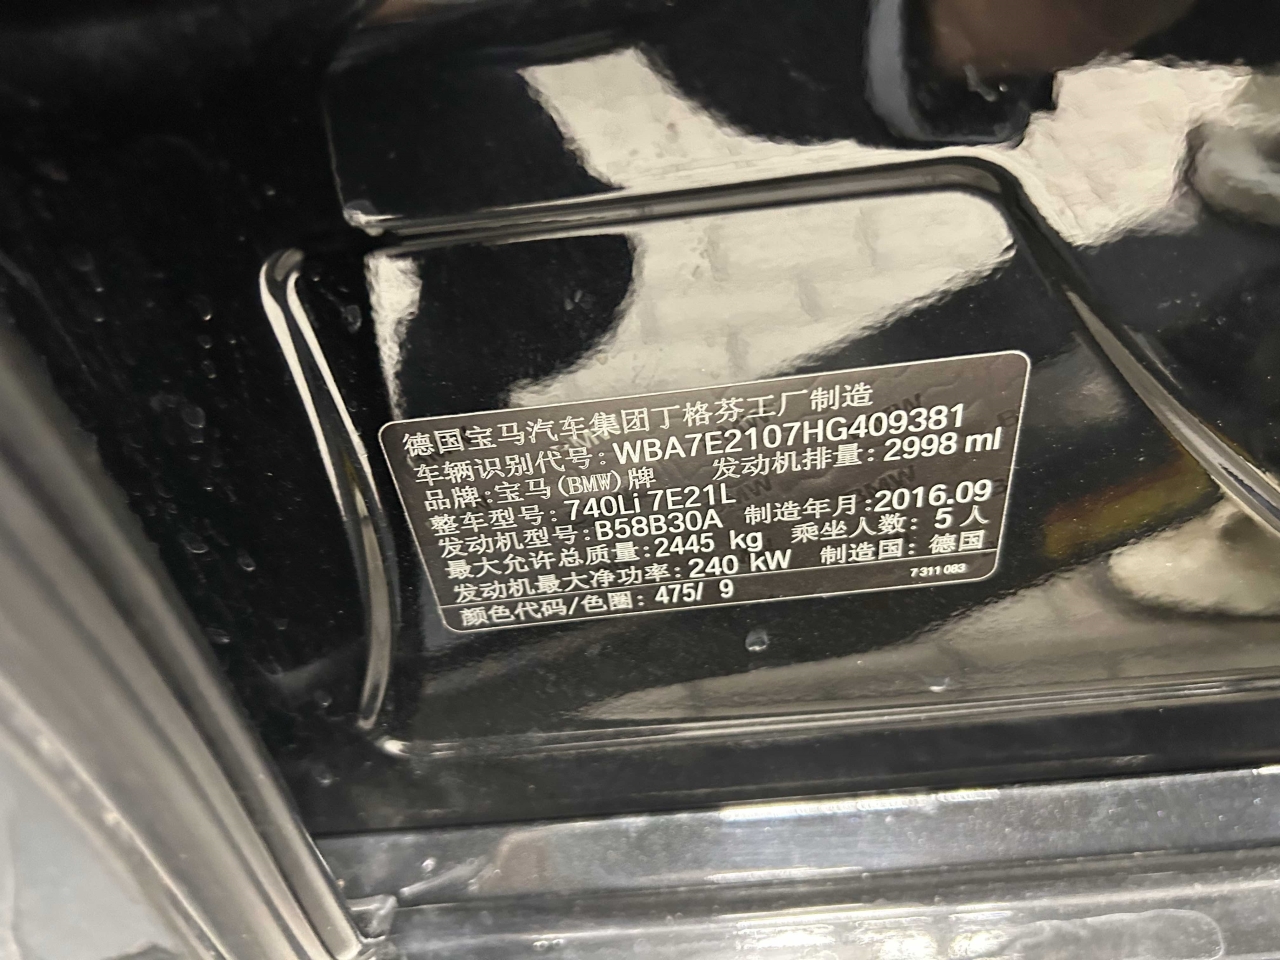 德国宝马汽车集团丁格芬工厂制造
车辆识别代号: WBA7E2107HG409381
品牌:宝马(BMW)牌 发动机排量: 2998 ml
整车型号: 740Li 7E21L
发动机型号: B58B30A 制造年月:2016.09
最大允许总质量:2445 kg 乘坐人数: 5 人
发动机最大净功率: 240 kW 制造国: 德国
颜色代码/色圈: 475/ 9 7 311 083